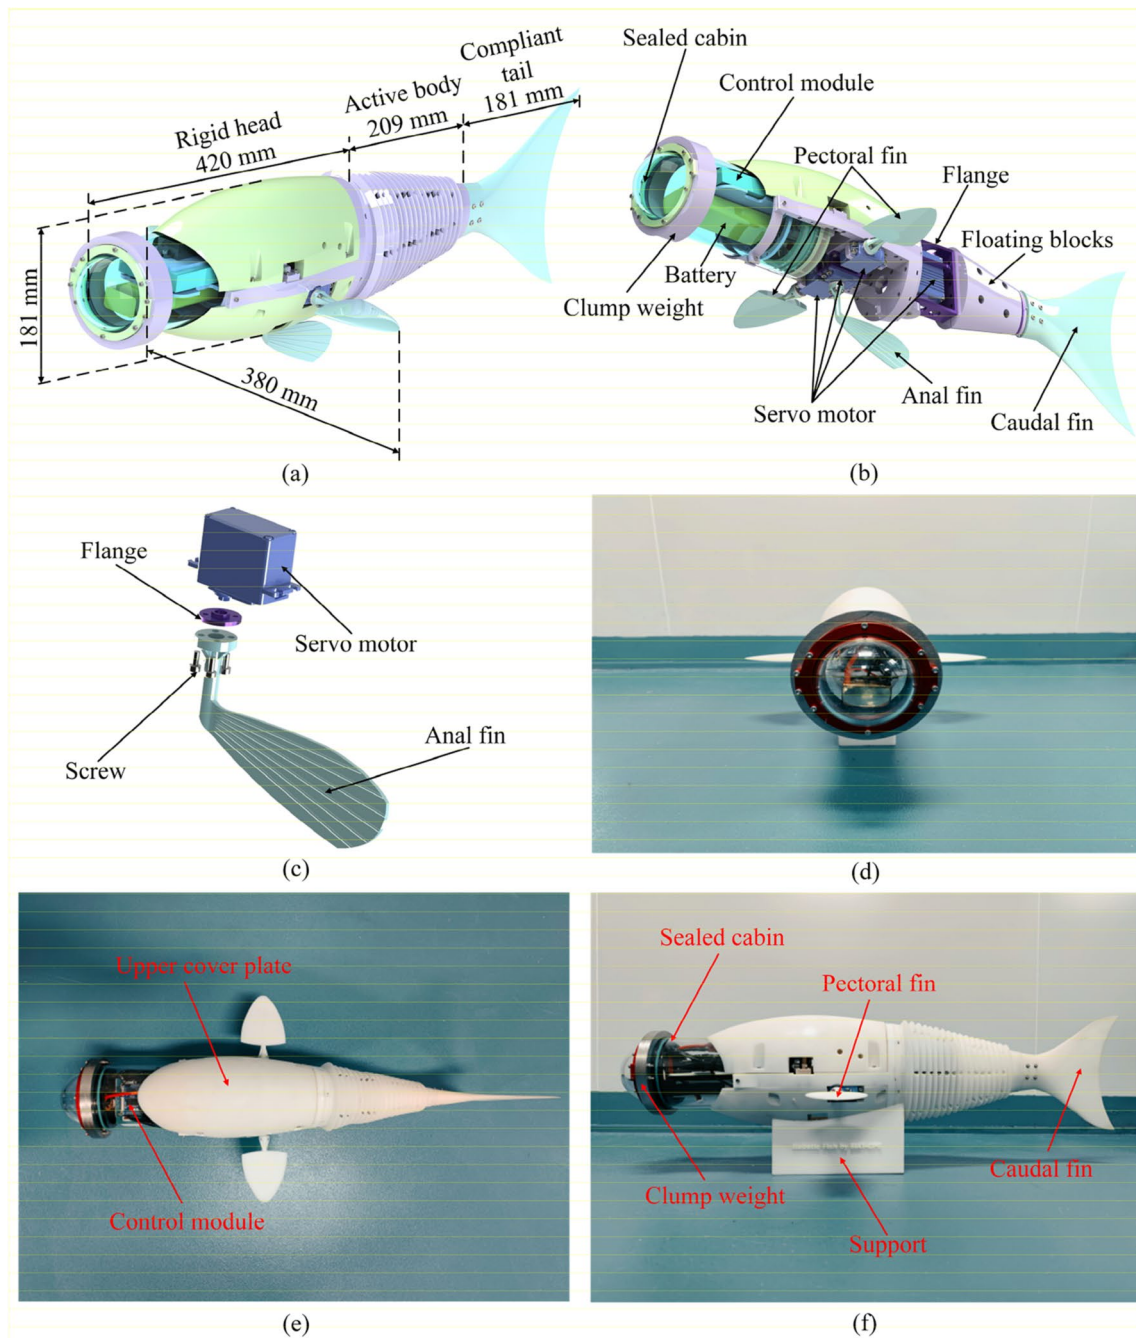 Compliant
tail
181 mm
Active body
209 mm
Rigid head
420 mm
181 mm
380 mm
(a)
Sealed cabin
Control module
Pectoral fin
Flange
Floating blocks
Battery
Clump weight
Servo motor
Anal fin
Caudal fin
(b)
Flange
Servo motor
Screw
Anal fin
(c)
(d)
Upper cover plate
Control module
(e)
Sealed cabin
Pectoral fin
Caudal fin
Clump weight
Support
(f)